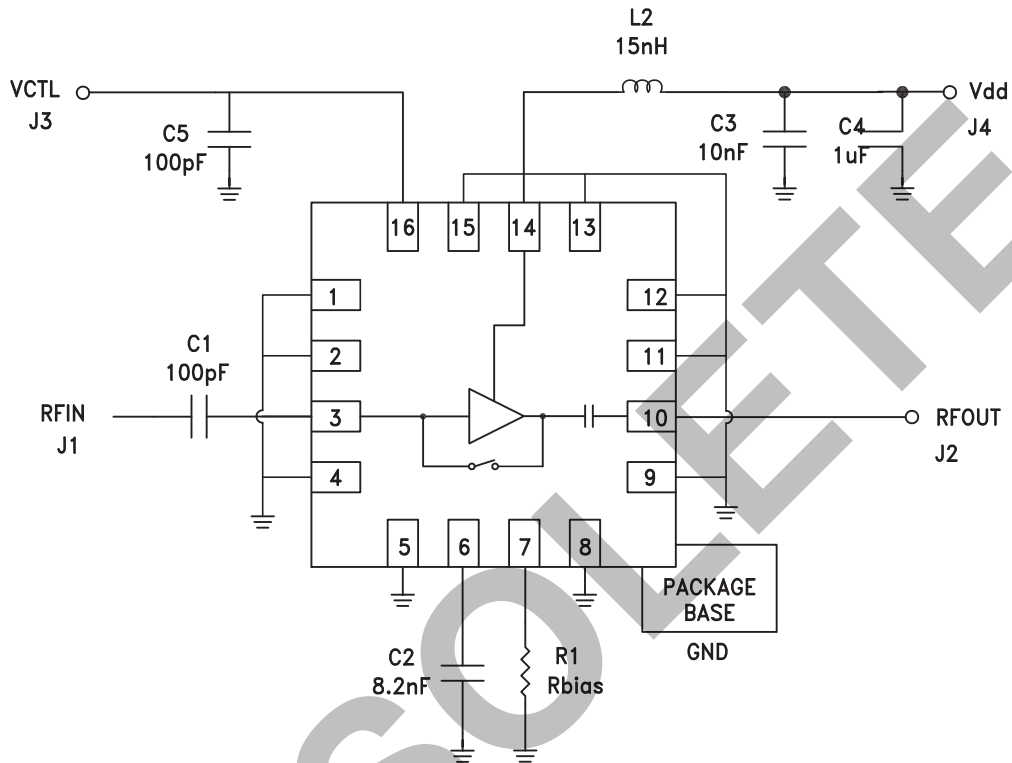 L2
15nH
VCTL
J3
C5
100pF
C3
10nF
C4
1uF
Vdd
J4
16
15
14
13
1
2
3
4
12
11
10
9
C1
100pF
RFIN
J1
RFOUT
J2
5
6
7
8
PACKAGE
BASE
GND
C2
8.2nF
R1
Rbias
SOLETE